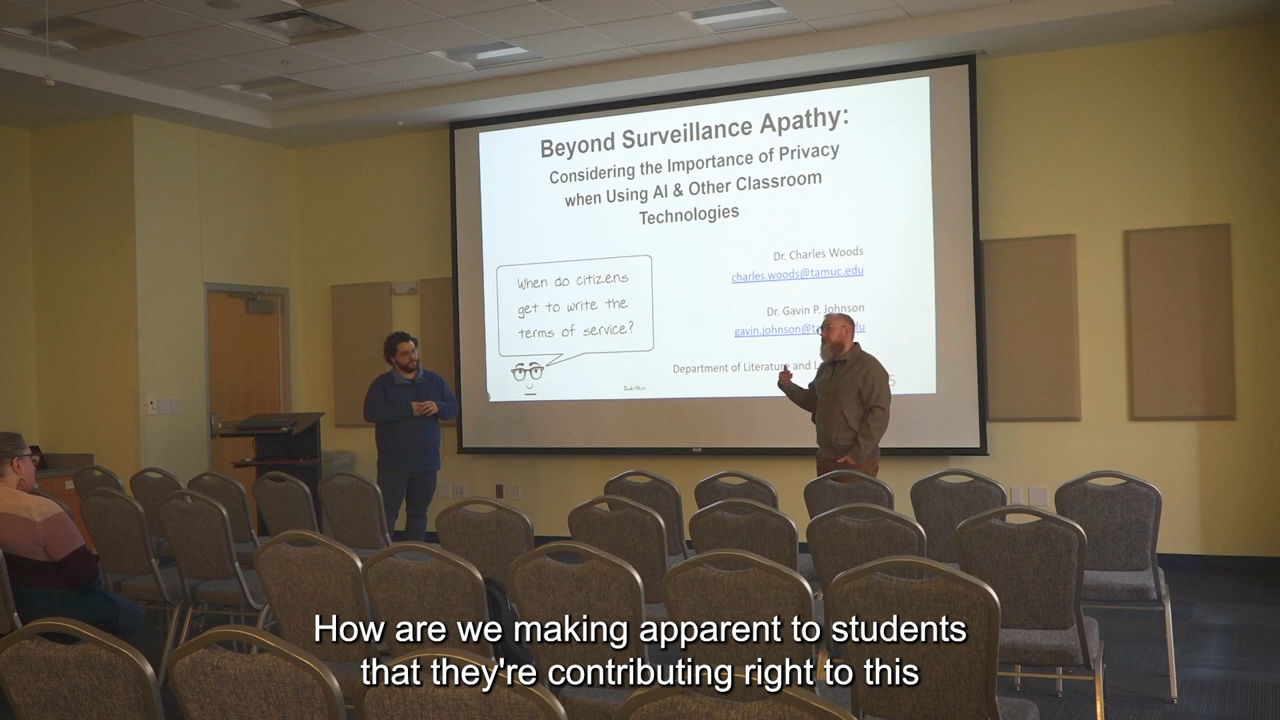 Beyond Surveillance Apathy:
Considering the Importance of Privacy
when Using AI & Other Classroom
Technologies
Dr. Charles Woods
charles.woods@tamuc.edu
When do citizens
get to write the
terms of service?
Dr. Gavin P. Johnson
Department of Literature and
How are we making apparent to students
that they're contributing right to this